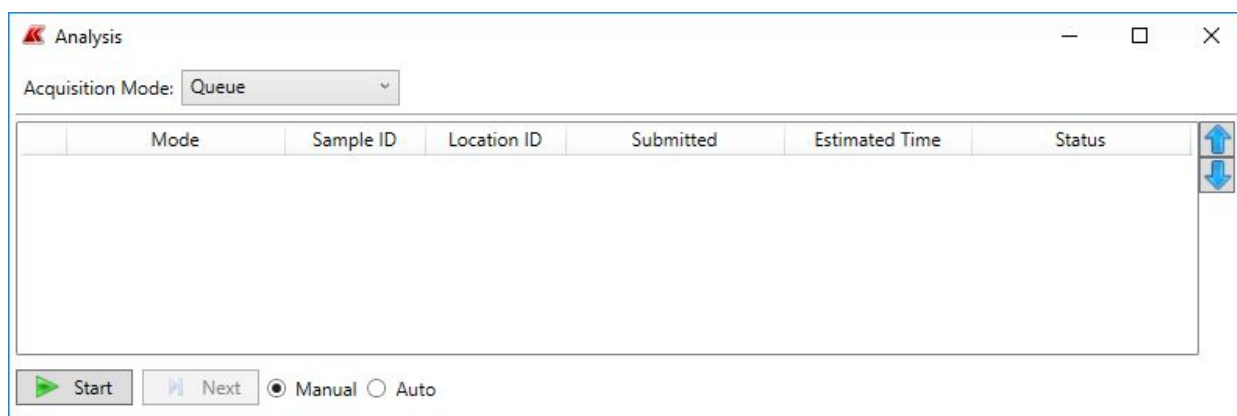 Analysis
Acquisition Mode: Queue
Mode Sample ID Location ID Submitted Estimated Time Status
Start Next Manual Auto